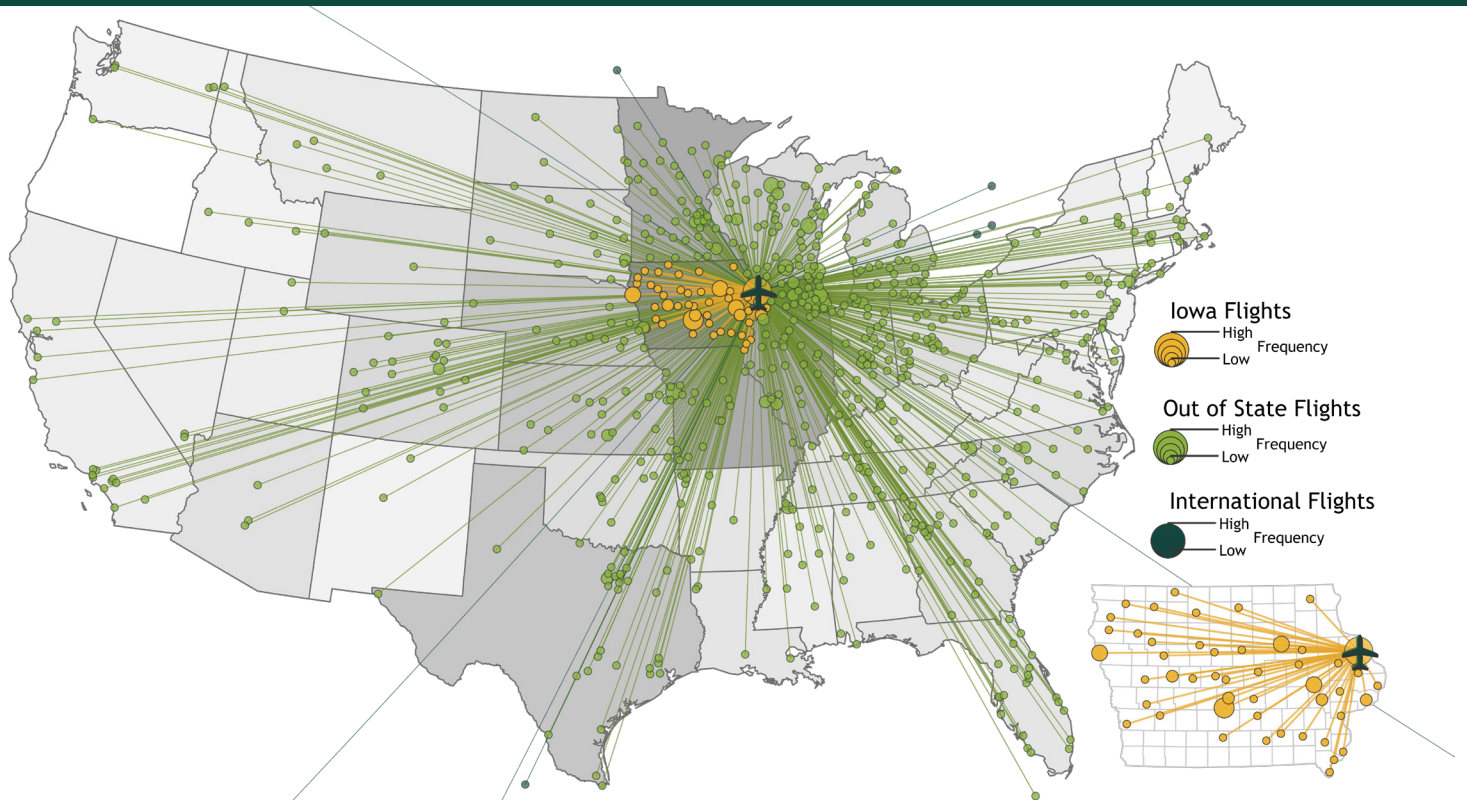 Iowa Flights
High
Frequency
Low
Out of State Flights
High
Frequency
Low
International Flights
High
Frequency
Low